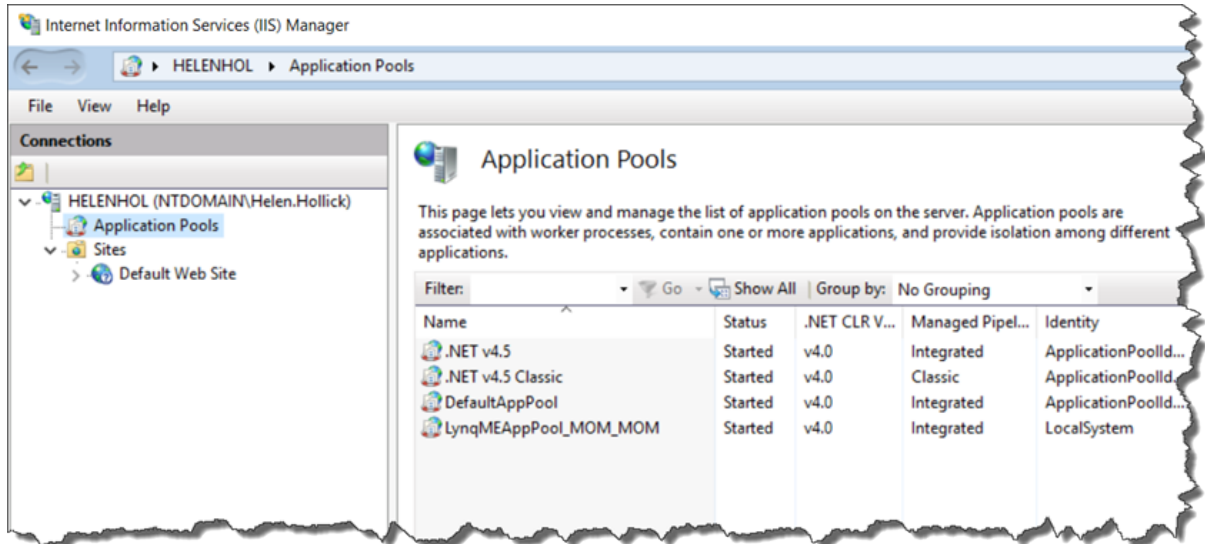 Internet Information Services (IIS) Manager
HELENHOL Application Pools
File View Help
Connections
HELENHOL (NTDOMAIN\Helen.Hollick)
Application Pools
Sites
Default Web Site
Application Pools
This page lets you view and manage the list of application pools on the server. Application pools are
associated with worker processes, contain one or more applications, and provide isolation among different
applications.
Filter: Go Show All Group by: No Grouping
Name Status .NET CLR V... Managed Pipel... Identity
.NET v4.5 Started v4.0 Integrated ApplicationPoolId...
.NET v4.5 Classic Started v4.0 Classic ApplicationPoolId...
DefaultAppPool Started v4.0 Integrated ApplicationPoolId...
LynqMEAppPool_MOM_MOM Started v4.0 Integrated LocalSystem